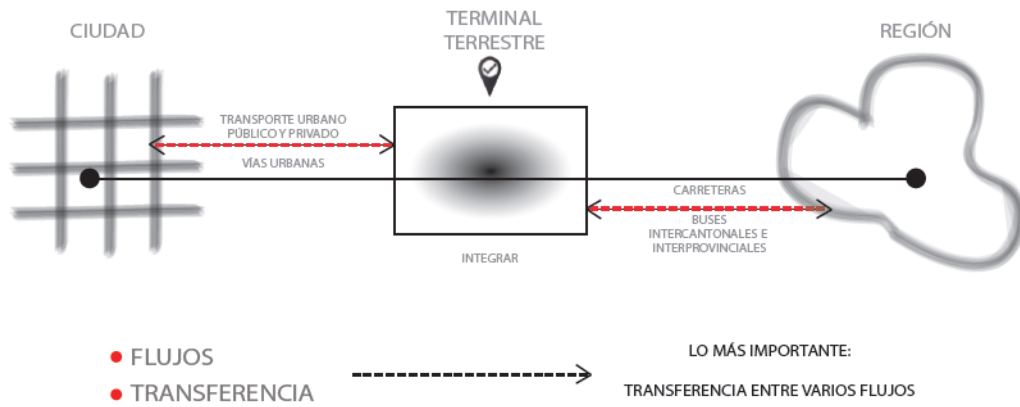 CIUDAD
TERMINAL
TERRESTRE
REGIÓN
TRANSPORTE URBANO
PÚBLICO Y PRIVADO
VÍAS URBANAS
CARRETERAS
BUSES
INTERCANTONALES E
INTERPROVINCIALES
INTEGRAR
FLUJOS
TRANSFERENCIA
LO MÁS IMPORTANTE:
TRANSFERENCIA ENTRE VARIOS FLUJOS